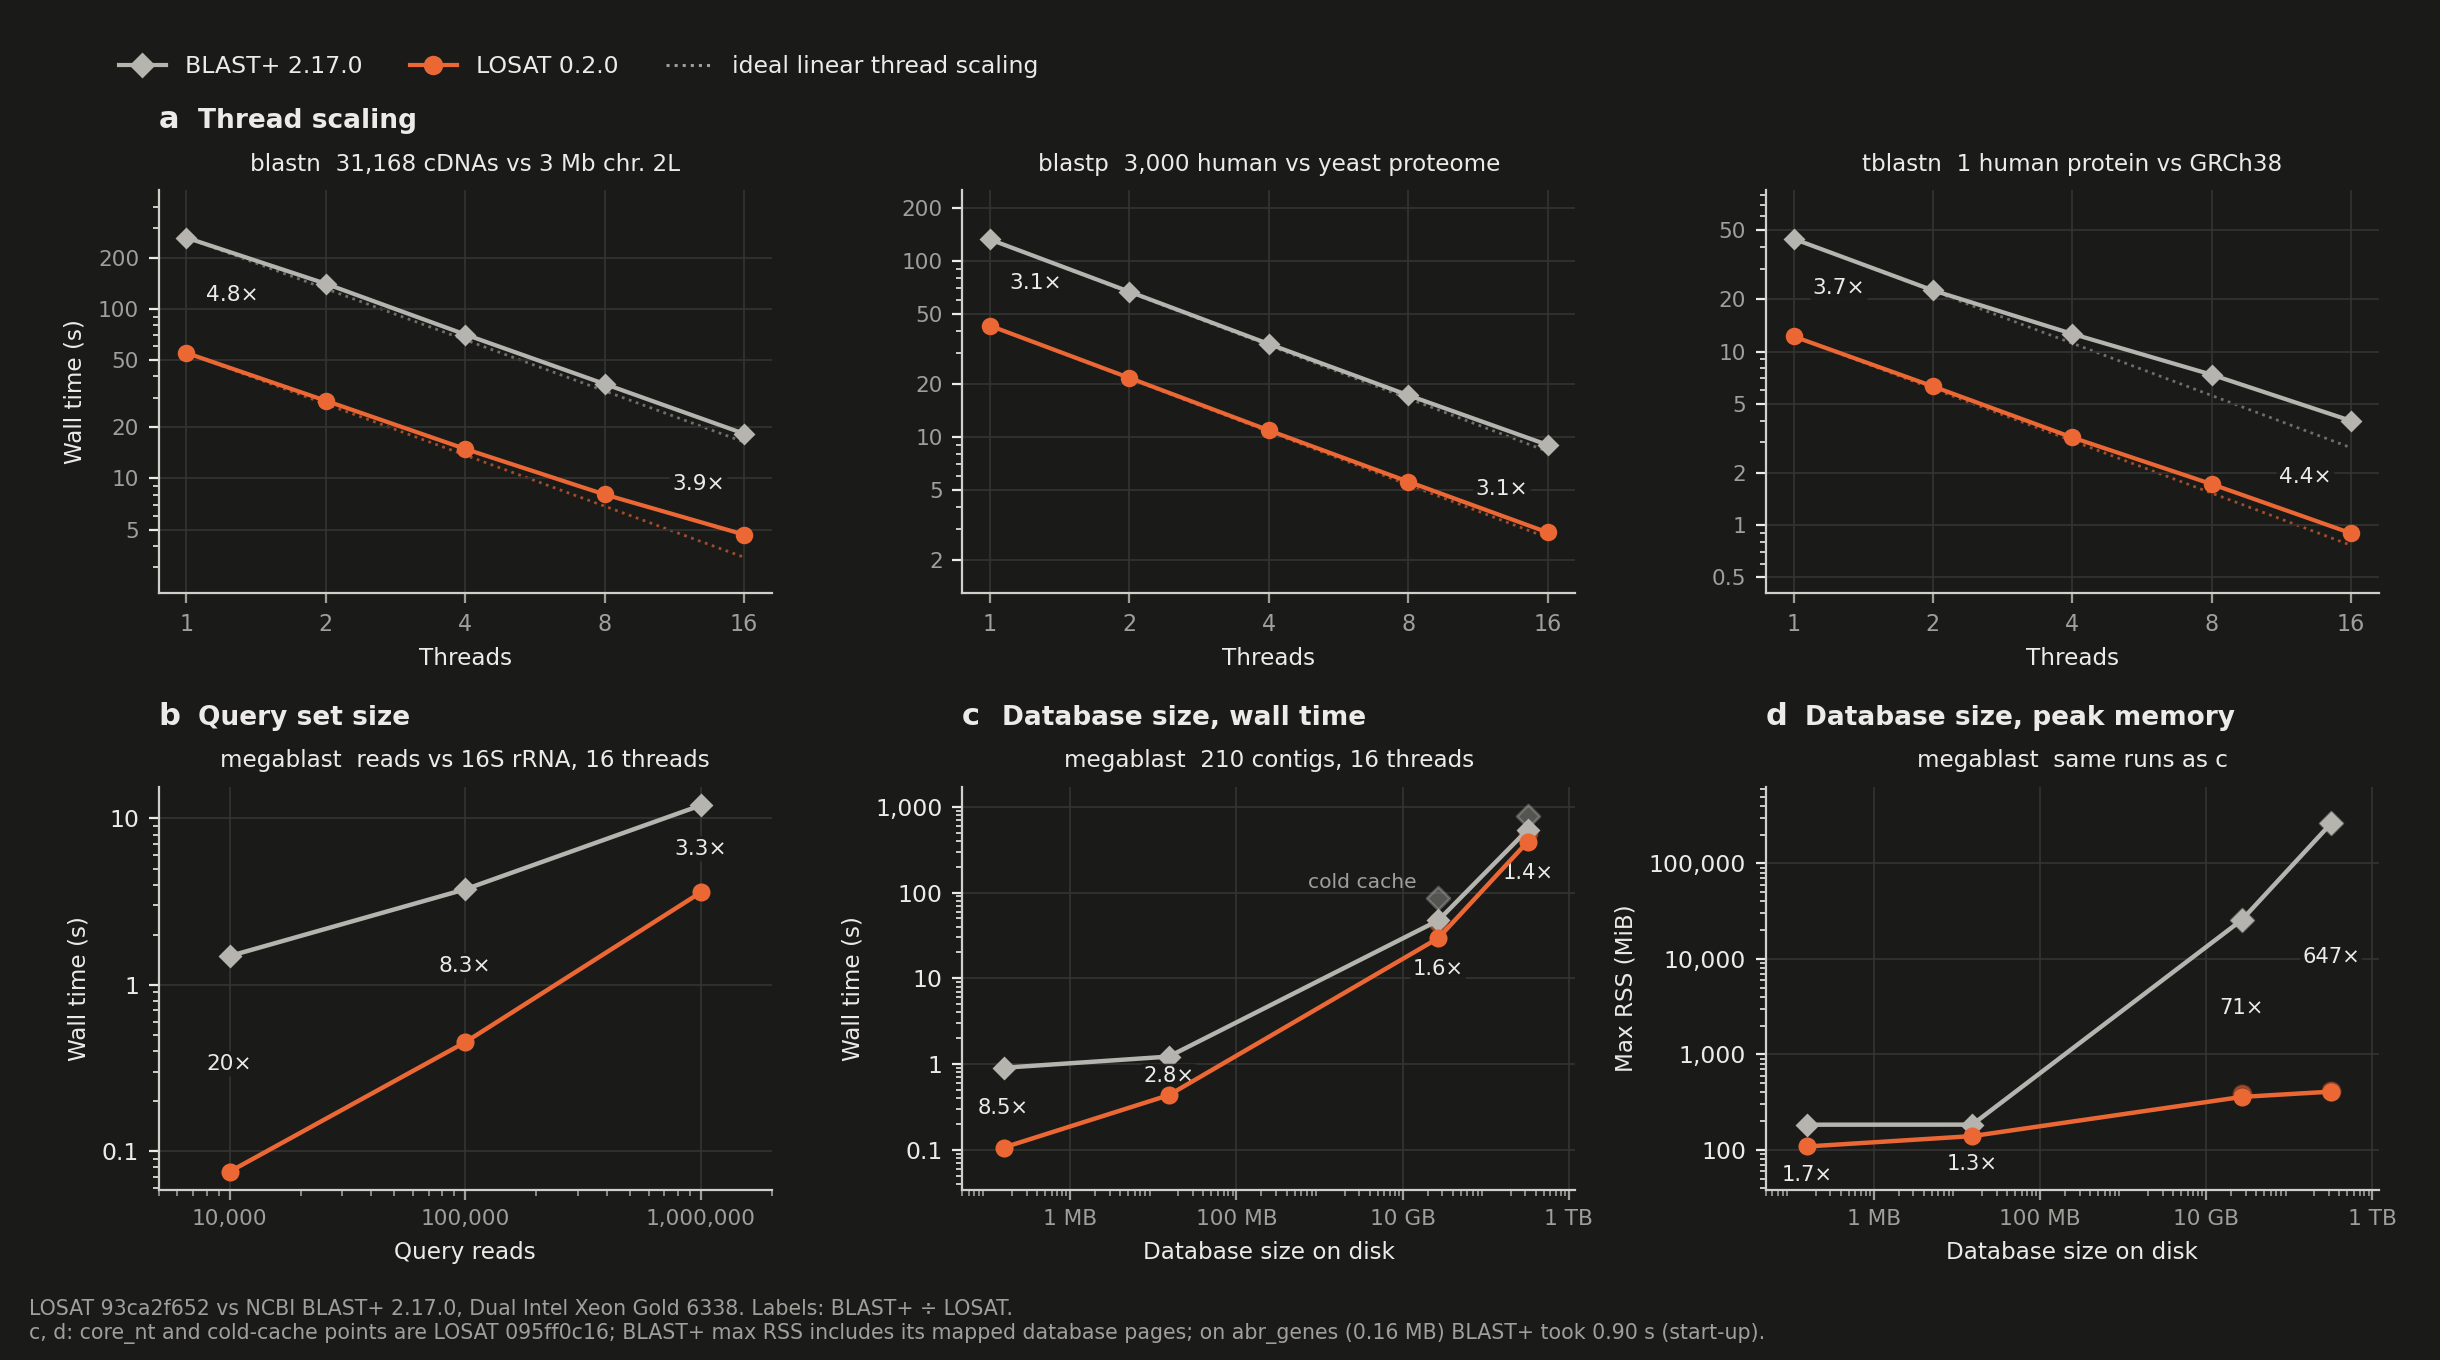 BLAST+ 2.17.0
LOSAT 0.2.0
ideal linear thread scaling
a Thread scaling
blastn 31,168 cDNAs vs 3 Mb chr. 2L
Wall time (s)
200
100
50
20
10
5
4.8×
3.9×
1
2
4
8
16
Threads
blastp 3,000 human vs yeast proteome
200
100
50
20
10
5
2
3.1×
3.1×
1
2
4
8
16
Threads
tblastn 1 human protein vs GRCh38
50
20
10
5
2
1
0.5
3.7×
4.4×
1
2
4
8
16
Threads
b Query set size
megablast reads vs 16S rRNA, 16 threads
Wall time (s)
10
1
0.1
20×
8.3×
3.3×
10,000
100,000
1,000,000
Query reads
c Database size, wall time
megablast 210 contigs, 16 threads
Wall time (s)
1,000
100
10
1
0.1
cold cache
8.5×
2.8×
1.6×
1.4×
1 MB
100 MB
10 GB
1 TB
Database size on disk
d Database size, peak memory
megablast same runs as c
Max RSS (MiB)
100,000
10,000
1,000
100
1.7×
1.3×
71×
647×
1 MB
100 MB
10 GB
1 TB
Database size on disk
LOSAT 93ca2f652 vs NCBI BLAST+ 2.17.0, Dual Intel Xeon Gold 6338. Labels: BLAST+ ÷ LOSAT.
c, d: core_nt and cold-cache points are LOSAT 095ff0c16; BLAST+ max RSS includes its mapped database pages; on abr_genes (0.16 MB) BLAST+ took 0.90 s (start-up).